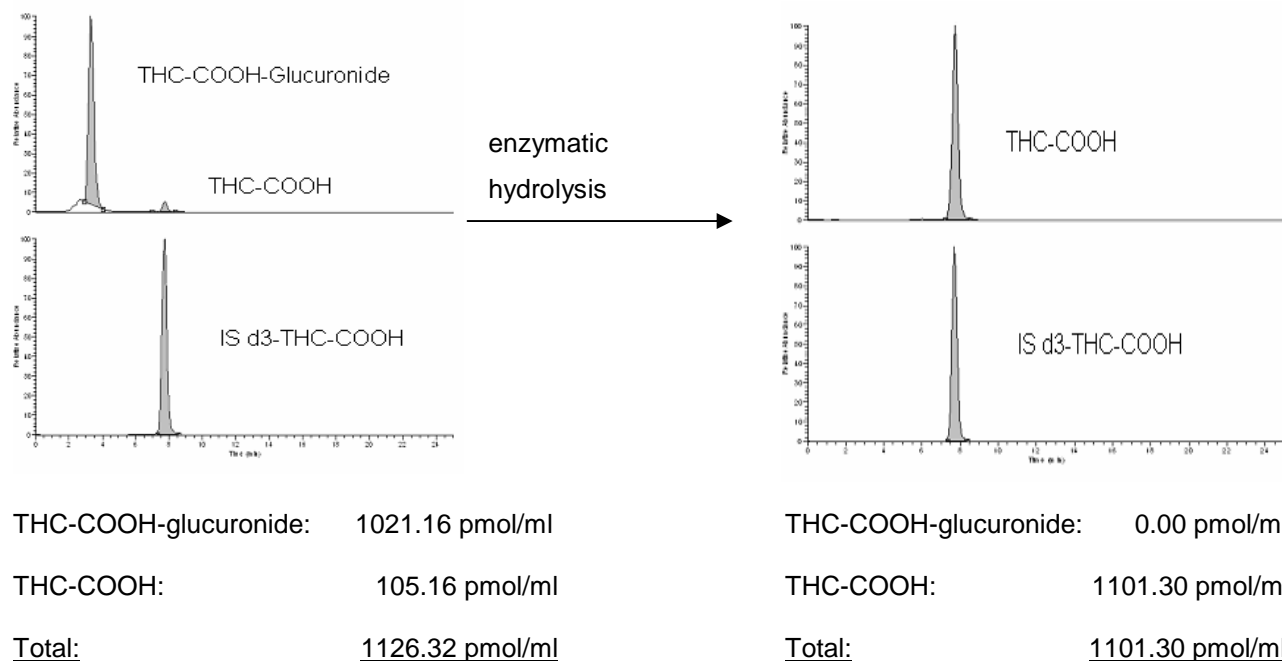 THC-COOH-Glucuronide
THC-COOH
IS d3-THC-COOH
enzymatic
hydrolysis
THC-COOH
IS d3-THC-COOH
THC-COOH-glucuronide: 1021.16 pmol/ml
THC-COOH: 105.16 pmol/ml
Total: 1126.32 pmol/ml
THC-COOH-glucuronide: 0.00 pmol/m
THC-COOH: 1101.30 pmol/m
Total: 1101.30 pmol/ml